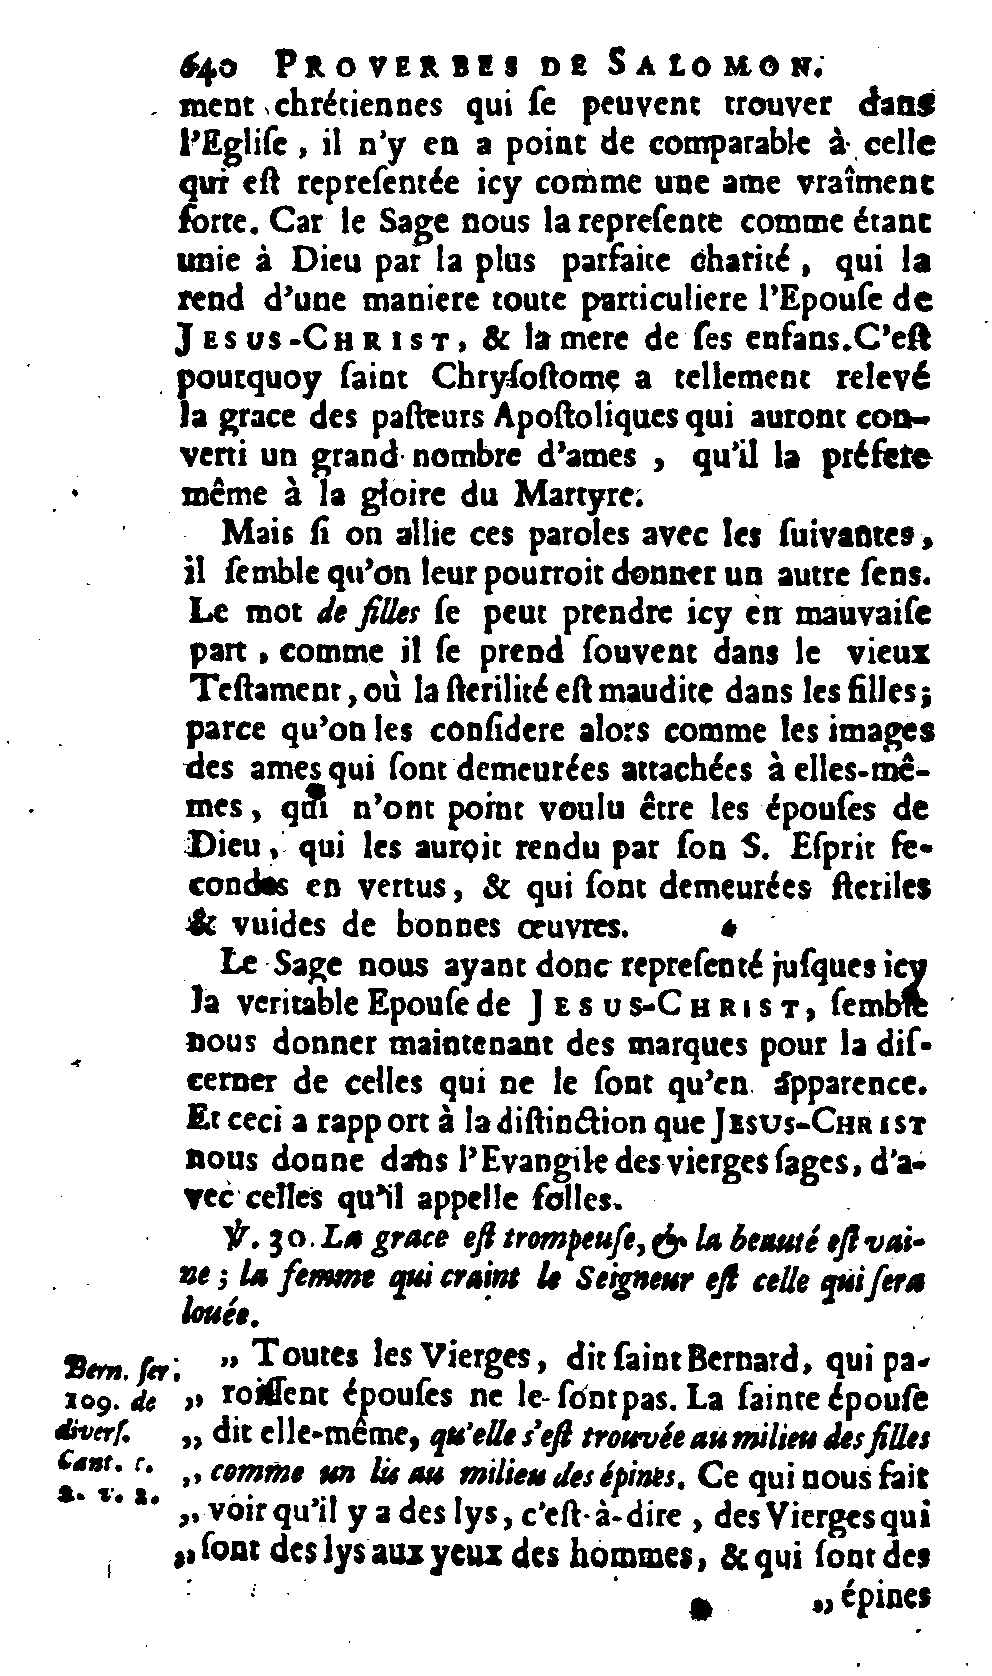 640 PROVERBES DE SALOMON.
ment chrétiennes qui ſe peuvent trouver dans
l'Egliſe, il n'y en a point de comparable à celle
qui eſt repreſentée icy comme une ame vraîment
forte. Car le Sage nous la repreſente comme étant
unie à Dieu par la plus parfaite charité, qui la
rend d'une maniere toute particuliere l'Epouſe de
JESUS-CHRIST, & la mere de ſes enfans. C'eſt
pourquoy ſaint Chryſoſtome a tellement relevé
la grace des paſteurs Apoſtoliques qui auront con-
verti un grand nombre d'ames, qu'il la préfere
même à la gloire du Martyre.
Mais ſi on allie ces paroles avec les ſuivantes,
il ſemble qu'on leur pourroit donner un autre ſens.
Le mot de filles ſe peut prendre icy en mauvaiſe
part, comme il ſe prend ſouvent dans le vieux
Teſtament, où la ſterilité eſt maudite dans les filles;
parce qu'on les conſidere alors comme les images
des ames qui ſont demeurées attachées à elles-mê-
mes, qui n'ont point voulu être les épouſes de
Dieu, qui les auroit rendu par ſon S. Eſprit fe-
condes en vertus, & qui ſont demeurées ſteriles
& vuides de bonnes œuvres.
Le Sage nous ayant donc repreſenté juſques icy
la veritable Epouſe de JESUS-CHRIST, ſemble
nous donner maintenant des marques pour la diſ-
cerner de celles qui ne le ſont qu'en apparence.
Et ceci a rapport à la diſtinction que JESUS-CHRIST
nous donne dans l'Evangile des vierges ſages, d'a-
vec celles qu'il appelle folles.
℣. 30. La grace eſt trompeuſe, & la beauté eſt vai-
ne; la femme qui craint le Seigneur eſt celle qui ſera
louée.
„ Toutes les Vierges, dit ſaint Bernard, qui pa-
„ roiſſent épouſes ne le ſont pas. La ſainte épouſe
„ dit elle-même, qu'elle s'eſt trouvée au milieu des filles
„ comme un lis au milieu des épines. Ce qui nous fait
„ voir qu'il y a des lys, c'eſt-à-dire, des Vierges qui
„ ſont des lys aux yeux des hommes, & qui ſont des
„ épines
Bern. ſer.
109. de
diverſ.
Cant. c.
2. v. 2.